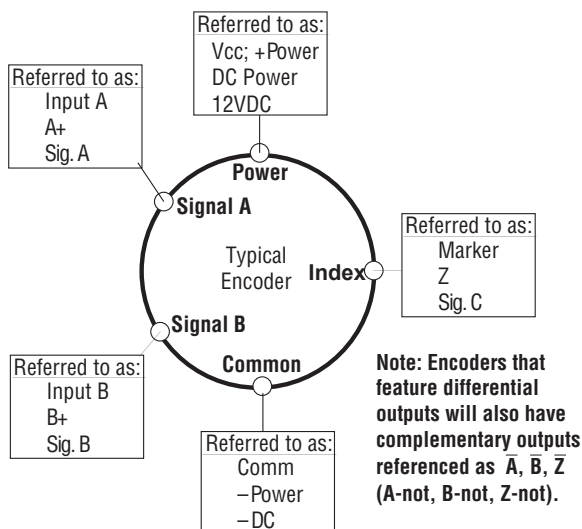 Referred to as:
Vcc; +Power
DC Power
12VDC
Referred to as:
Input A
A+
Sig. A
Power
Signal A
Typical
Encoder
Index
Referred to as:
Marker
Z
Sig. C
Signal B
Common
Referred to as:
Input B
B+
Sig. B
Referred to as:
Comm
–Power
–DC
Note: Encoders that
feature differential
outputs will also have
complementary outputs
referenced as A̅, B̅, Z̅
(A-not, B-not, Z-not).